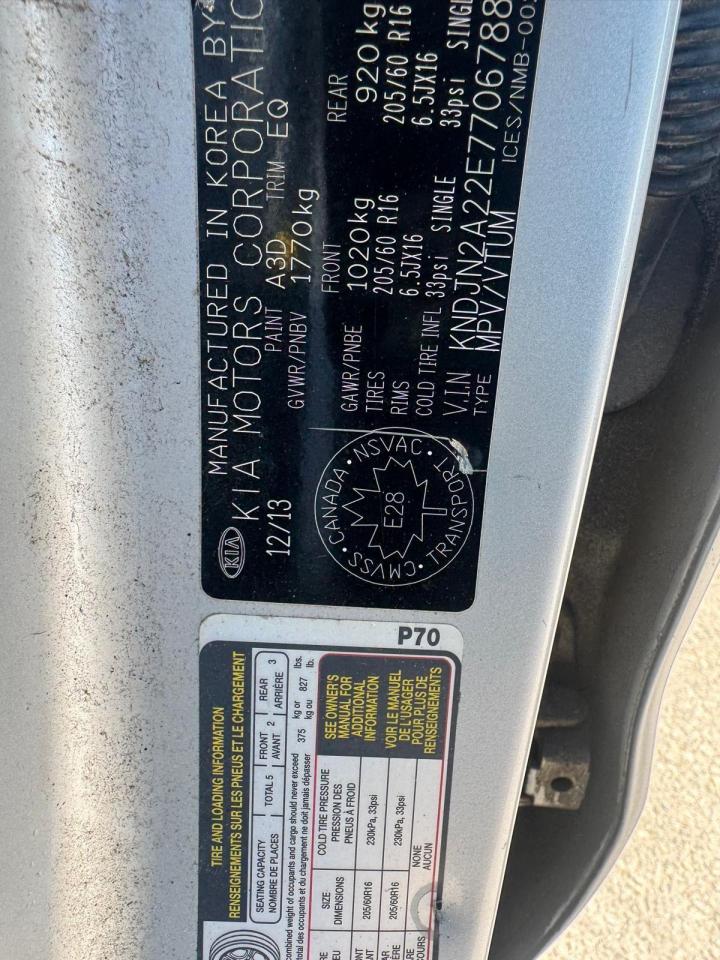 KIA
MANUFACTURED IN KOREA BY
KIA MOTORS
12/13 PAINT A3D TRIM EQ
GVWR/PNBV 1770kg
FRONT REAR
GAWR/PNBE 1020kg 920kg
TIRES 205/60 R16 205/60 R16
RIMS 6.5JX16 6.5JX16
COLD TIRE INFL 33psi SINGLE 33psi
V.I.N KNDJN2A22E7706788
TYPE MPV/VTUM ICES/NMB-00
CANADA • NSVAC • TRANSPORT • CMVSS •
E28
P70
TIRE AND LOADING INFORMATION
RENSEIGNEMENTS SUR LES PNEUS ET LE CHARGEMENT
SEATING CAPACITY
NOMBRE DE PLACES
TOTAL 5
FRONT 2
AVANT
REAR 3
ARRIÈRE
combined weight of occupants and cargo should never exceed 375 kg or 827 lbs.
total des occupants et du chargement ne doit jamais dépasser kg ou lb.
SIZE
DIMENSIONS
COLD TIRE PRESSURE
PRESSION DES
PNEUS À FROID
205/60R16 230kPa, 33psi
205/60R16 230kPa, 33psi
NONE
AUCUN
SEE OWNER'S
MANUAL FOR
ADDITIONAL
INFORMATION
VOIR LE MANUEL
DE L'USAGER
POUR PLUS DE
RENSEIGNEMENTS